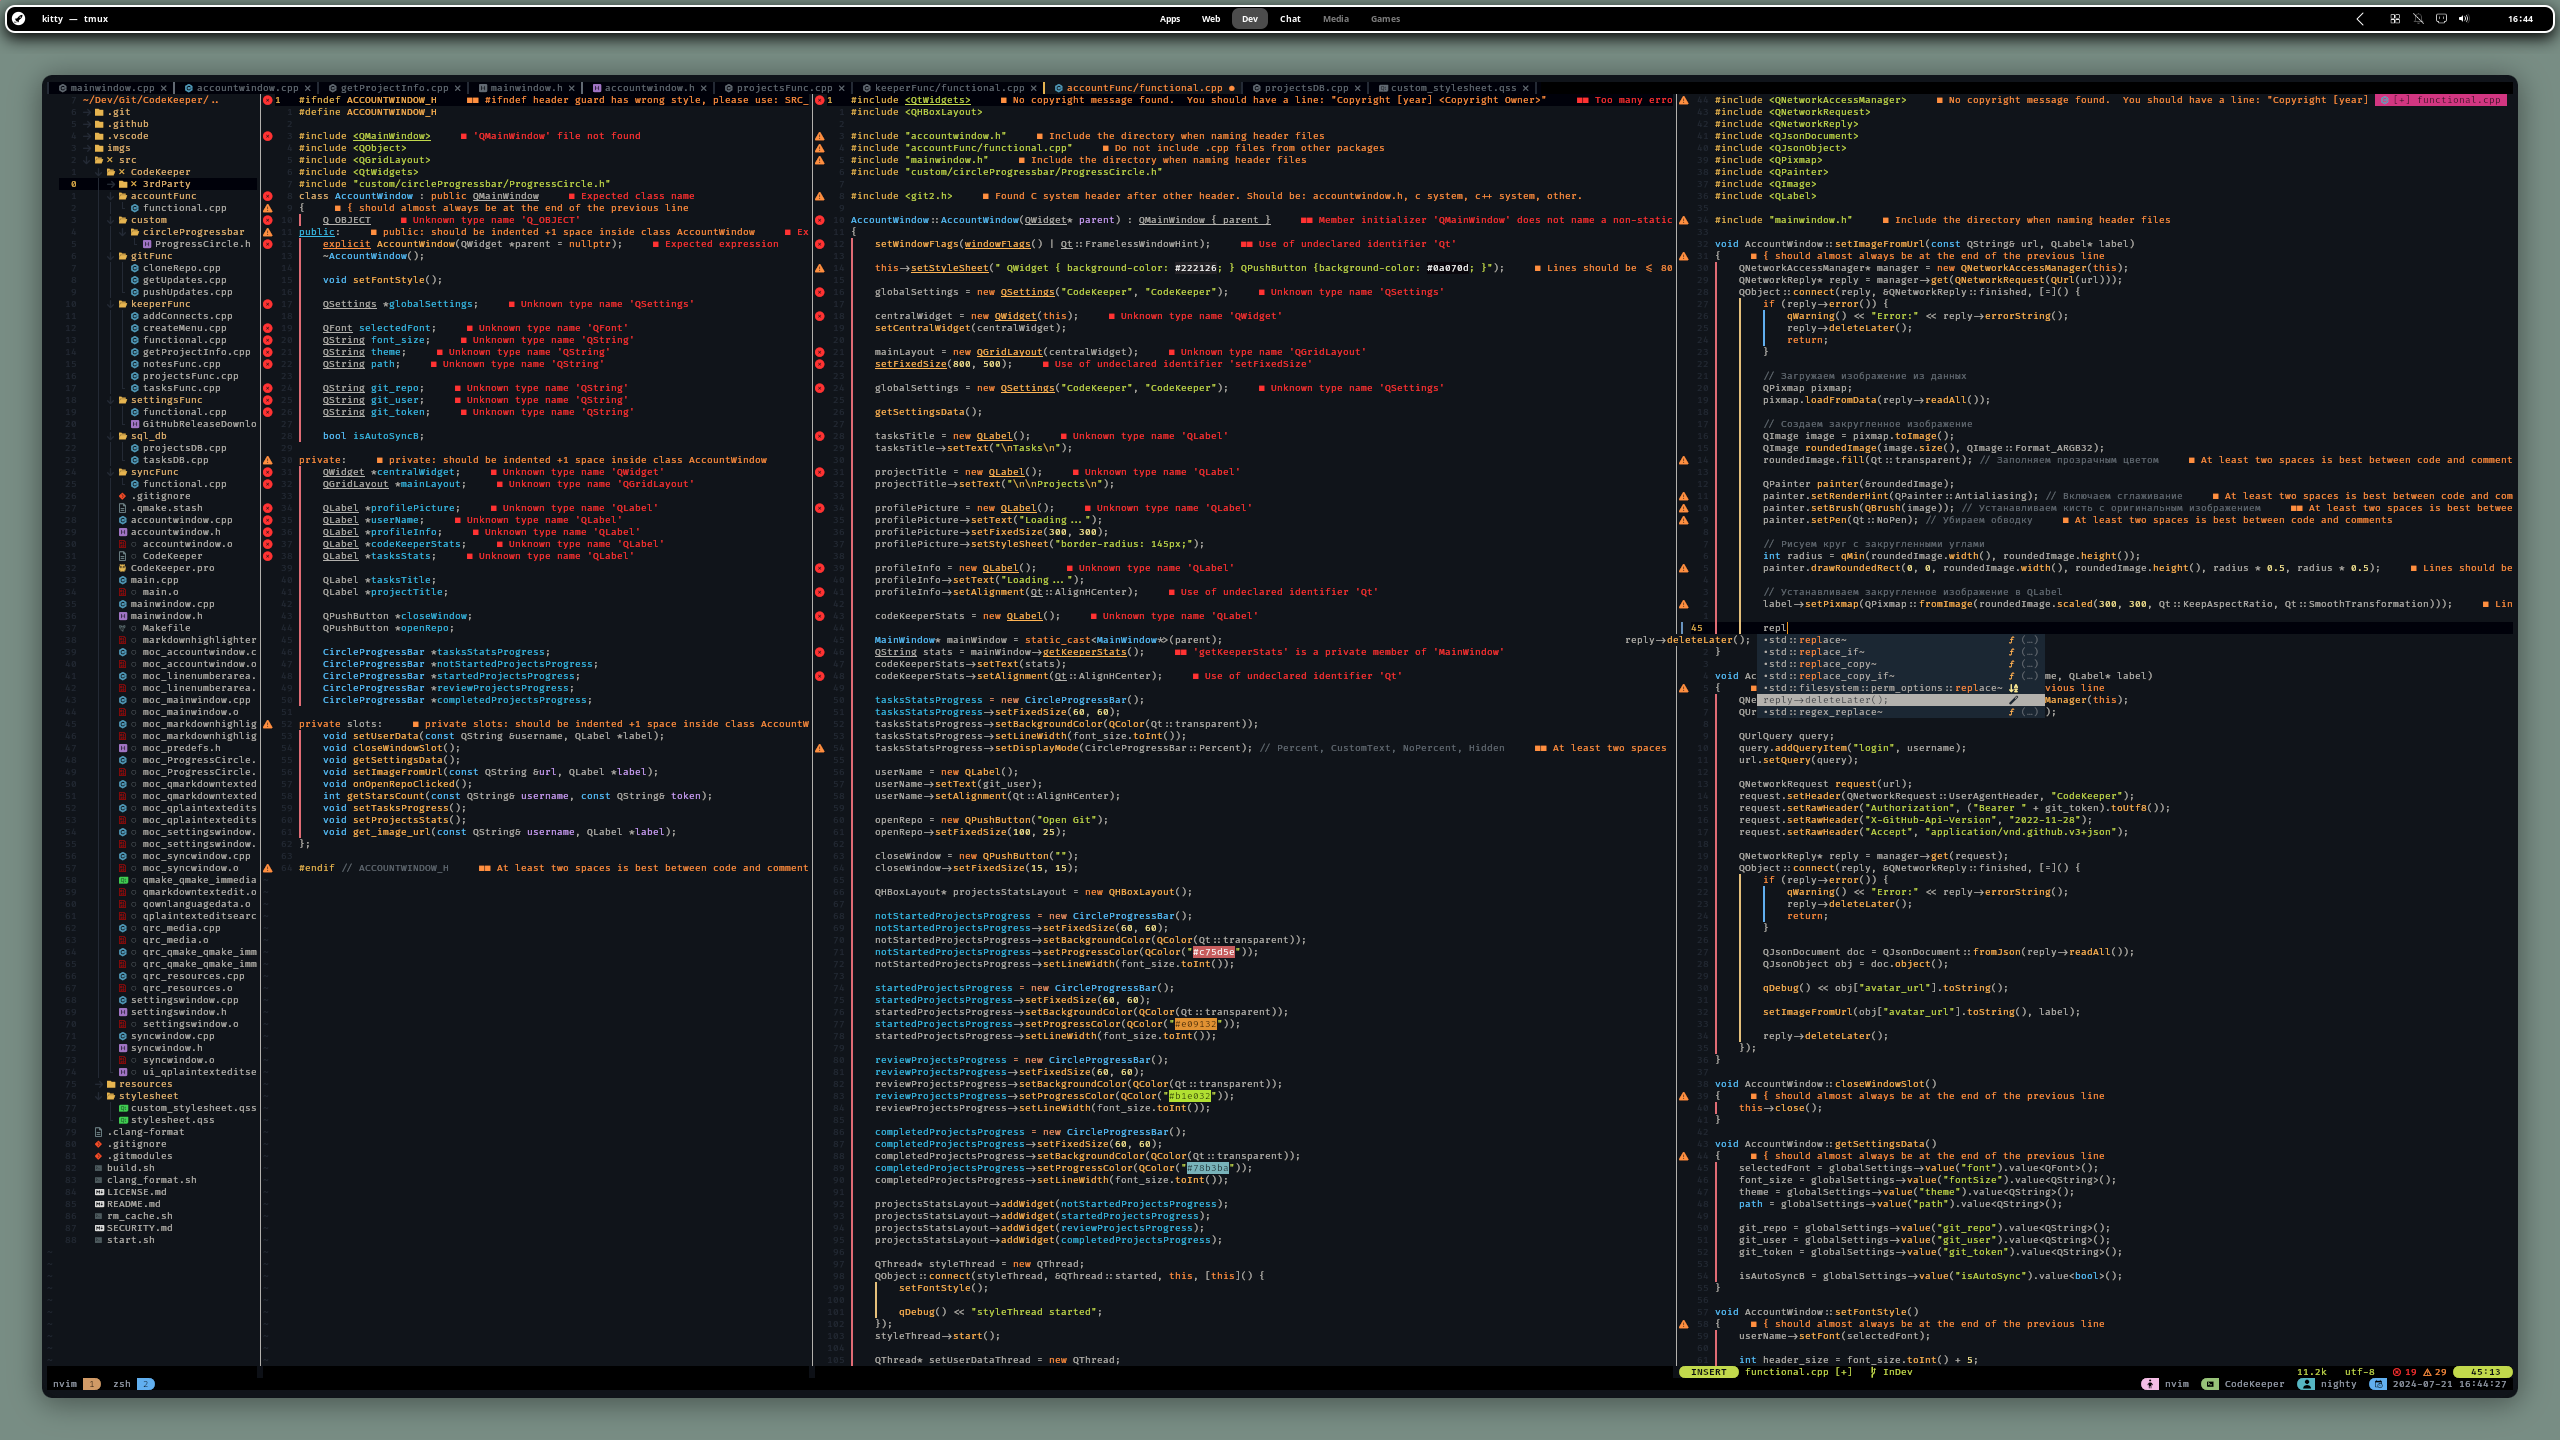 kitty — tmux
Apps Web Dev Chat Media Games
16:44
mainwindow.cpp × accountwindow.cpp × getProjectInfo.cpp × mainwindow.h × accountwindow.h × projectsFunc.cpp × keeperFunc/functional.cpp × accountFunc/functional.cpp ● projectsDB.cpp × custom_stylesheet.qss ×
~/Dev/Git/CodeKeeper/..
.git
.github
.vscode
imgs
src
CodeKeeper
3rdParty
accountFunc
functional.cpp
custom
circleProgressbar
ProgressCircle.h
gitFunc
cloneRepo.cpp
getUpdates.cpp
pushUpdates.cpp
keeperFunc
addConnects.cpp
createMenu.cpp
functional.cpp
getProjectInfo.cpp
notesFunc.cpp
projectsFunc.cpp
tasksFunc.cpp
settingsFunc
functional.cpp
GitHubReleaseDownlo
sql_db
projectsDB.cpp
tasksDB.cpp
syncFunc
functional.cpp
.gitignore
.qmake.stash
accountwindow.cpp
accountwindow.h
accountwindow.o
CodeKeeper
CodeKeeper.pro
main.cpp
main.o
mainwindow.cpp
mainwindow.h
Makefile
markdownhighlighter
moc_accountwindow.c
moc_accountwindow.o
moc_linenumberarea.
moc_linenumberarea.
moc_mainwindow.cpp
moc_mainwindow.o
moc_markdownhighlig
moc_markdownhighlig
moc_predefs.h
moc_ProgressCircle.
moc_ProgressCircle.
moc_qmarkdowntexted
moc_qmarkdowntexted
moc_qplaintextedits
moc_qplaintextedits
moc_settingswindow.
moc_settingswindow.
moc_syncwindow.cpp
moc_syncwindow.o
qmake_qmake_immedia
qmarkdowntextedit.o
qownlanguagedata.o
qplaintexteditsearc
qrc_media.cpp
qrc_media.o
qrc_qmake_qmake_imm
qrc_qmake_qmake_imm
qrc_resources.cpp
qrc_resources.o
settingswindow.cpp
settingswindow.h
settingswindow.o
syncwindow.cpp
syncwindow.h
syncwindow.o
ui_qplaintexteditse
resources
stylesheet
custom_stylesheet.qss
stylesheet.qss
.clang-format
.gitignore
.gitmodules
build.sh
clang_format.sh
LICENSE.md
README.md
rm_cache.sh
SECURITY.md
start.sh
1 #ifndef ACCOUNTWINDOW_H ■■ #ifndef header guard has wrong style, please use: SRC_
#define ACCOUNTWINDOW_H
#include <QMainWindow> ■ 'QMainWindow' file not found
#include <QObject>
#include <QGridLayout>
#include <QtWidgets>
#include "custom/circleProgressbar/ProgressCircle.h"
class AccountWindow : public QMainWindow ■ Expected class name
{ ■ { should almost always be at the end of the previous line
Q_OBJECT ■ Unknown type name 'Q_OBJECT'
public: ■ public: should be indented +1 space inside class AccountWindow ■ Ex
explicit AccountWindow(QWidget *parent = nullptr); ■ Expected expression
~AccountWindow();
void setFontStyle();
QSettings *globalSettings; ■ Unknown type name 'QSettings'
QFont selectedFont; ■ Unknown type name 'QFont'
QString font_size; ■ Unknown type name 'QString'
QString theme; ■ Unknown type name 'QString'
QString path; ■ Unknown type name 'QString'
QString git_repo; ■ Unknown type name 'QString'
QString git_user; ■ Unknown type name 'QString'
QString git_token; ■ Unknown type name 'QString'
bool isAutoSyncB;
private: ■ private: should be indented +1 space inside class AccountWindow
QWidget *centralWidget; ■ Unknown type name 'QWidget'
QGridLayout *mainLayout; ■ Unknown type name 'QGridLayout'
QLabel *profilePicture; ■ Unknown type name 'QLabel'
QLabel *userName; ■ Unknown type name 'QLabel'
QLabel *profileInfo; ■ Unknown type name 'QLabel'
QLabel *codeKeeperStats; ■ Unknown type name 'QLabel'
QLabel *tasksStats; ■ Unknown type name 'QLabel'
QLabel *tasksTitle;
QLabel *projectTitle;
QPushButton *closeWindow;
QPushButton *openRepo;
CircleProgressBar *tasksStatsProgress;
CircleProgressBar *notStartedProjectsProgress;
CircleProgressBar *startedProjectsProgress;
CircleProgressBar *reviewProjectsProgress;
CircleProgressBar *completedProjectsProgress;
private slots: ■ private slots: should be indented +1 space inside class AccountW
void setUserData(const QString &username, QLabel *label);
void closeWindowSlot();
void getSettingsData();
void setImageFromUrl(const QString &url, QLabel *label);
void onOpenRepoClicked();
int getStarsCount(const QString& username, const QString& token);
void setTasksProgress();
void setProjectsStats();
void get_image_url(const QString& username, QLabel *label);
};
#endif // ACCOUNTWINDOW_H ■■ At least two spaces is best between code and comment
1 #include <QtWidgets> ■ No copyright message found. You should have a line: "Copyright [year] <Copyright Owner>" ■■ Too many erro
#include <QHBoxLayout>
#include "accountwindow.h" ■ Include the directory when naming header files
#include "accountFunc/functional.cpp" ■ Do not include .cpp files from other packages
#include "mainwindow.h" ■ Include the directory when naming header files
#include "custom/circleProgressbar/ProgressCircle.h"
#include <git2.h> ■ Found C system header after other header. Should be: accountwindow.h, c system, c++ system, other.
AccountWindow::AccountWindow(QWidget* parent) : QMainWindow { parent } ■■ Member initializer 'QMainWindow' does not name a non-static
{
setWindowFlags(windowFlags() | Qt::FramelessWindowHint); ■■ Use of undeclared identifier 'Qt'
this→setStyleSheet(" QWidget { background-color: #222126; } QPushButton {background-color: #0a070d; }"); ■ Lines should be ≤ 80
globalSettings = new QSettings("CodeKeeper", "CodeKeeper"); ■ Unknown type name 'QSettings'
centralWidget = new QWidget(this); ■ Unknown type name 'QWidget'
setCentralWidget(centralWidget);
mainLayout = new QGridLayout(centralWidget); ■ Unknown type name 'QGridLayout'
setFixedSize(800, 500); ■ Use of undeclared identifier 'setFixedSize'
globalSettings = new QSettings("CodeKeeper", "CodeKeeper"); ■ Unknown type name 'QSettings'
getSettingsData();
tasksTitle = new QLabel(); ■ Unknown type name 'QLabel'
tasksTitle→setText("\nTasks\n");
projectTitle = new QLabel(); ■ Unknown type name 'QLabel'
projectTitle→setText("\n\nProjects\n");
profilePicture = new QLabel(); ■ Unknown type name 'QLabel'
profilePicture→setText("Loading...");
profilePicture→setFixedSize(300, 300);
profilePicture→setStyleSheet("border-radius: 145px;");
profileInfo = new QLabel(); ■ Unknown type name 'QLabel'
profileInfo→setText("Loading...");
profileInfo→setAlignment(Qt::AlignHCenter); ■ Use of undeclared identifier 'Qt'
codeKeeperStats = new QLabel(); ■ Unknown type name 'QLabel'
MainWindow* mainWindow = static_cast<MainWindow*>(parent);
QString stats = mainWindow→getKeeperStats(); ■■ 'getKeeperStats' is a private member of 'MainWindow'
codeKeeperStats→setText(stats);
codeKeeperStats→setAlignment(Qt::AlignHCenter); ■ Use of undeclared identifier 'Qt'
tasksStatsProgress = new CircleProgressBar();
tasksStatsProgress→setFixedSize(60, 60);
tasksStatsProgress→setBackgroundColor(QColor(Qt::transparent));
tasksStatsProgress→setLineWidth(font_size.toInt());
tasksStatsProgress→setDisplayMode(CircleProgressBar::Percent); // Percent, CustomText, NoPercent, Hidden ■■ At least two spaces
userName = new QLabel();
userName→setText(git_user);
userName→setAlignment(Qt::AlignHCenter);
openRepo = new QPushButton("Open Git");
openRepo→setFixedSize(100, 25);
closeWindow = new QPushButton("");
closeWindow→setFixedSize(15, 15);
QHBoxLayout* projectsStatsLayout = new QHBoxLayout();
notStartedProjectsProgress = new CircleProgressBar();
notStartedProjectsProgress→setFixedSize(60, 60);
notStartedProjectsProgress→setBackgroundColor(QColor(Qt::transparent));
notStartedProjectsProgress→setProgressColor(QColor("#c75d5e"));
notStartedProjectsProgress→setLineWidth(font_size.toInt());
startedProjectsProgress = new CircleProgressBar();
startedProjectsProgress→setFixedSize(60, 60);
startedProjectsProgress→setBackgroundColor(QColor(Qt::transparent));
startedProjectsProgress→setProgressColor(QColor("#e09132"));
startedProjectsProgress→setLineWidth(font_size.toInt());
reviewProjectsProgress = new CircleProgressBar();
reviewProjectsProgress→setFixedSize(60, 60);
reviewProjectsProgress→setBackgroundColor(QColor(Qt::transparent));
reviewProjectsProgress→setProgressColor(QColor("#b1e032"));
reviewProjectsProgress→setLineWidth(font_size.toInt());
completedProjectsProgress = new CircleProgressBar();
completedProjectsProgress→setFixedSize(60, 60);
completedProjectsProgress→setBackgroundColor(QColor(Qt::transparent));
completedProjectsProgress→setProgressColor(QColor("#78b3ba"));
completedProjectsProgress→setLineWidth(font_size.toInt());
projectsStatsLayout→addWidget(notStartedProjectsProgress);
projectsStatsLayout→addWidget(startedProjectsProgress);
projectsStatsLayout→addWidget(reviewProjectsProgress);
projectsStatsLayout→addWidget(completedProjectsProgress);
QThread* styleThread = new QThread;
QObject::connect(styleThread, &QThread::started, this, [this]() {
setFontStyle();
qDebug() << "styleThread started";
});
styleThread→start();
QThread* setUserDataThread = new QThread;
#include <QNetworkAccessManager> ■ No copyright message found. You should have a line: "Copyright [year] [+] functional.cpp
#include <QNetworkRequest>
#include <QNetworkReply>
#include <QJsonDocument>
#include <QJsonObject>
#include <QPixmap>
#include <QPainter>
#include <QImage>
#include <QLabel>
#include "mainwindow.h" ■ Include the directory when naming header files
void AccountWindow::setImageFromUrl(const QString& url, QLabel* label)
{ ■ { should almost always be at the end of the previous line
QNetworkAccessManager* manager = new QNetworkAccessManager(this);
QNetworkReply* reply = manager→get(QNetworkRequest(QUrl(url)));
QObject::connect(reply, &QNetworkReply::finished, [=]() {
if (reply→error()) {
qWarning() << "Error:" << reply→errorString();
reply→deleteLater();
return;
}
// Загружаем изображение из данных
QPixmap pixmap;
pixmap.loadFromData(reply→readAll());
// Создаем закругленное изображение
QImage image = pixmap.toImage();
QImage roundedImage(image.size(), QImage::Format_ARGB32);
roundedImage.fill(Qt::transparent); // Заполняем прозрачным цветом ■ At least two spaces is best between code and comment
QPainter painter(&roundedImage);
painter.setRenderHint(QPainter::Antialiasing); // Включаем сглаживание ■ At least two spaces is best between code and com
painter.setBrush(QBrush(image)); // Устанавливаем кисть с оригинальным изображением ■■ At least two spaces is best betwee
painter.setPen(Qt::NoPen); // Убираем обводку ■ At least two spaces is best between code and comments
// Рисуем круг с закругленными углами
int radius = qMin(roundedImage.width(), roundedImage.height());
painter.drawRoundedRect(0, 0, roundedImage.width(), roundedImage.height(), radius * 0.5, radius * 0.5); ■ Lines should be
// Устанавливаем закругленное изображение в QLabel
label→setPixmap(QPixmap::fromImage(roundedImage.scaled(300, 300, Qt::KeepAspectRatio, Qt::SmoothTransformation))); ■ Lin
45 repl
reply→deleteLater(); •std::replace~ f (…)
} •std::replace_if~ f (…)
•std::replace_copy~ f (…)
void Ac •std::replace_copy_if~ f (…) me, QLabel* label)
{ ■ •std::filesystem::perm_options::replace~ vious line
QNe reply→deleteLater(); Manager(this);
QUr •std::regex_replace~ f (…) );
QUrlQuery query;
query.addQueryItem("login", username);
url.setQuery(query);
QNetworkRequest request(url);
request.setHeader(QNetworkRequest::UserAgentHeader, "CodeKeeper");
request.setRawHeader("Authorization", ("Bearer " + git_token).toUtf8());
request.setRawHeader("X-GitHub-Api-Version", "2022-11-28");
request.setRawHeader("Accept", "application/vnd.github.v3+json");
QNetworkReply* reply = manager→get(request);
QObject::connect(reply, &QNetworkReply::finished, [=]() {
if (reply→error()) {
qWarning() << "Error:" << reply→errorString();
reply→deleteLater();
return;
}
QJsonDocument doc = QJsonDocument::fromJson(reply→readAll());
QJsonObject obj = doc.object();
qDebug() << obj["avatar_url"].toString();
setImageFromUrl(obj["avatar_url"].toString(), label);
reply→deleteLater();
});
}
void AccountWindow::closeWindowSlot()
{ ■ { should almost always be at the end of the previous line
this→close();
}
void AccountWindow::getSettingsData()
{ ■ { should almost always be at the end of the previous line
selectedFont = globalSettings→value("font").value<QFont>();
font_size = globalSettings→value("fontSize").value<QString>();
theme = globalSettings→value("theme").value<QString>();
path = globalSettings→value("path").value<QString>();
git_repo = globalSettings→value("git_repo").value<QString>();
git_user = globalSettings→value("git_user").value<QString>();
git_token = globalSettings→value("git_token").value<QString>();
isAutoSyncB = globalSettings→value("isAutoSync").value<bool>();
}
void AccountWindow::setFontStyle()
{ ■ { should almost always be at the end of the previous line
userName→setFont(selectedFont);
int header_size = font_size.toInt() + 5;
INSERT functional.cpp [+] InDev 11.2k utf-8 19 29 45:13
nvim 1 zsh 2 nvim CodeKeeper nighty 2024-07-21 16:44:27